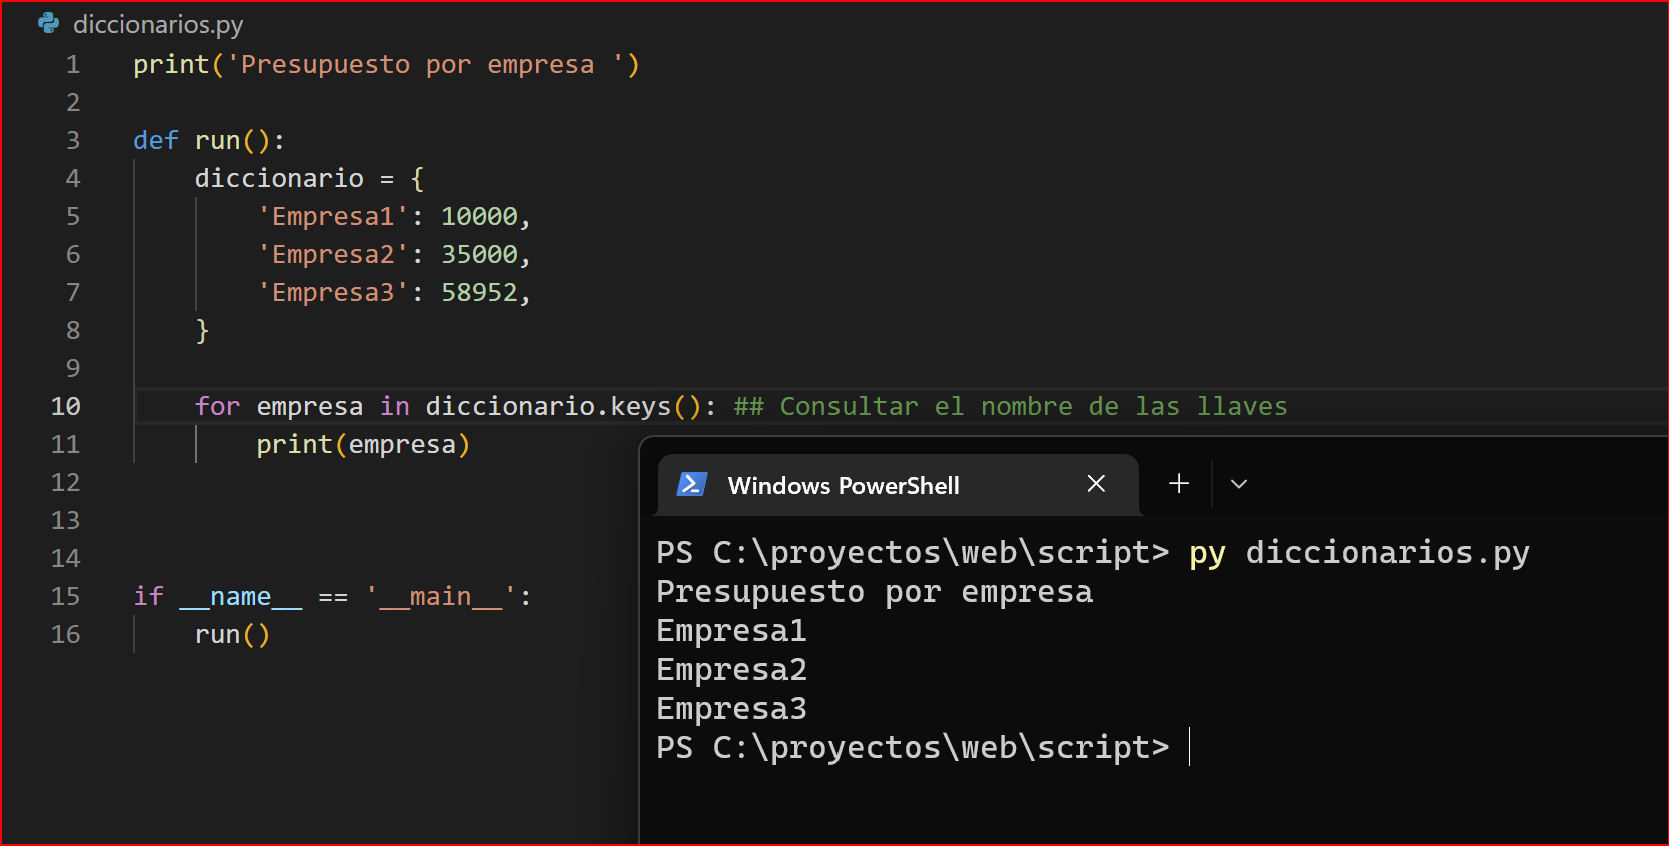 diccionarios.py
1 print('Presupuesto por empresa ')
2
3 def run():
4 diccionario = {
5 'Empresa1': 10000,
6 'Empresa2': 35000,
7 'Empresa3': 58952,
8 }
9
10 for empresa in diccionario.keys(): ## Consultar el nombre de las llaves
11 print(empresa)
12
13
14
15 if __name__ == '__main__':
16 run()
Windows PowerShell
PS C:\proyectos\web\script> py diccionarios.py
Presupuesto por empresa
Empresa1
Empresa2
Empresa3
PS C:\proyectos\web\script>